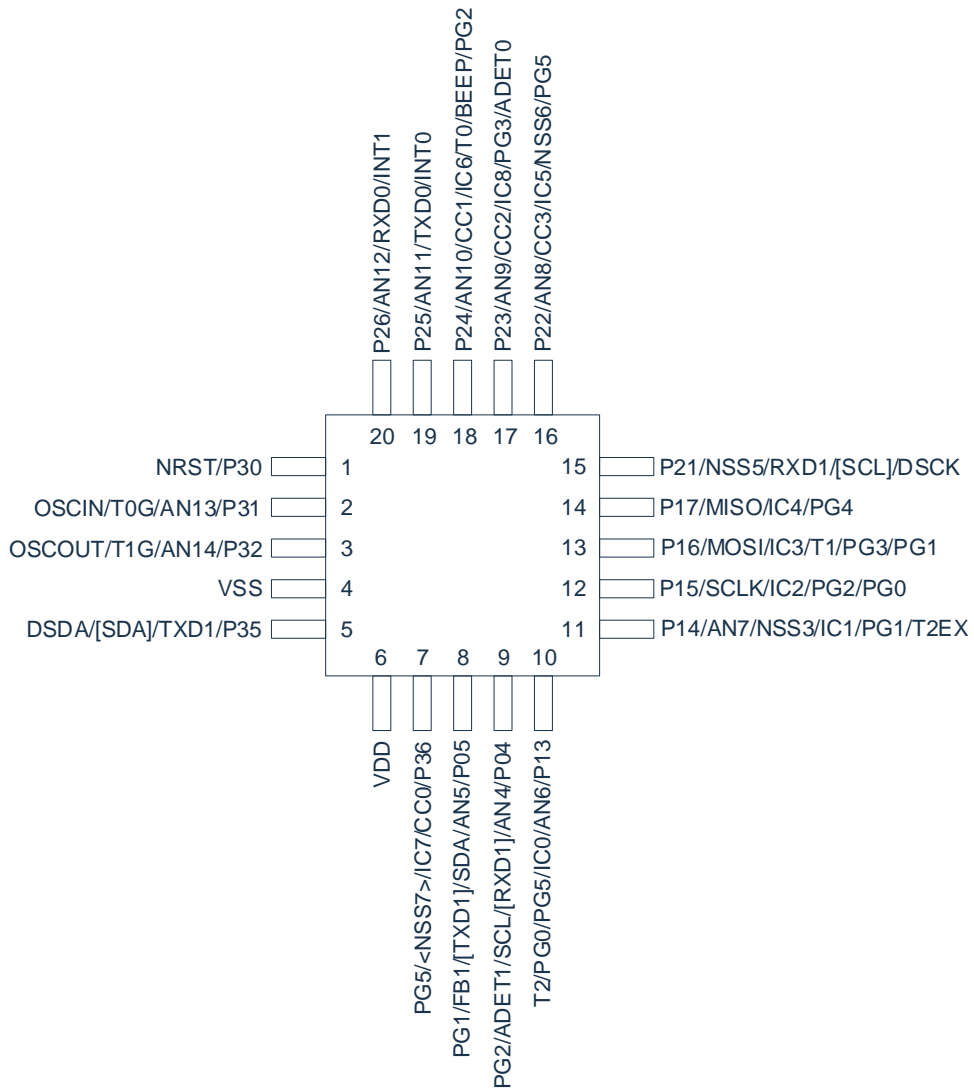 P26/AN12/RXD0/INT1
P25/AN11/TXD0/INT0
P24/AN10/CC1/IC6/T0/BEEP/PG2
P23/AN9/CC2/IC8/PG3/ADET0
P22/AN8/CC3/IC5/NSS6/PG5
20 19 18 17 16
NRST/P30 1
OSCIN/T0G/AN13/P31 2
OSCOUT/T1G/AN14/P32 3
VSS 4
DSDA/[SDA]/TXD1/P35 5
15 P21/NSS5/RXD1/[SCL]/DSCK
14 P17/MISO/IC4/PG4
13 P16/MOSI/IC3/T1/PG3/PG1
12 P15/SCLK/IC2/PG2/PG0
11 P14/AN7/NSS3/IC1/PG1/T2EX
6 7 8 9 10
VDD
PG5/<NSS7>/IC7/CC0/P36
PG1/FB1/[TXD1]/SDA/AN5/P05
PG2/ADET1/SCL/[RXD1]/AN4/P04
T2/PG0/PG5/IC0/AN6/P13